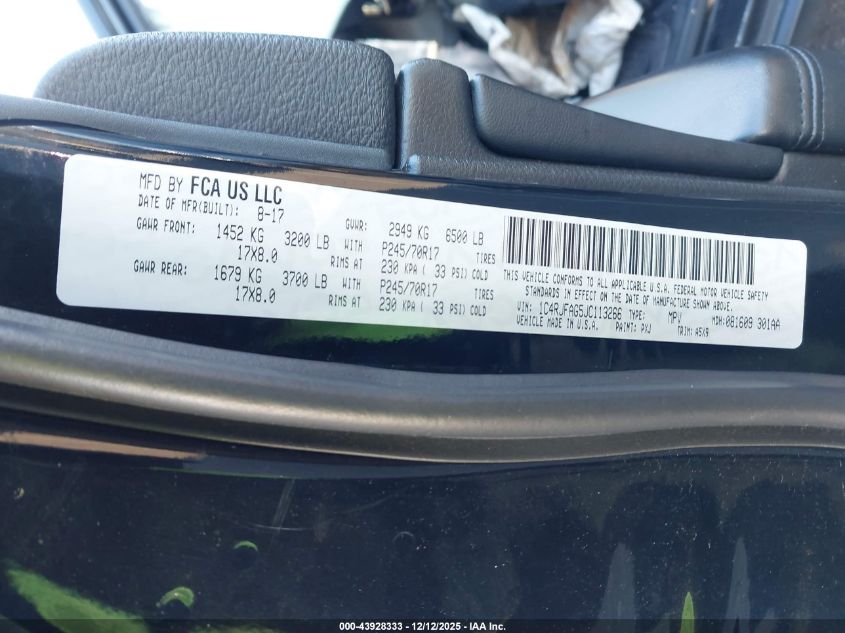 MFD BY FCA US LLC
DATE OF MFR(BUILT): 8-17
GVWR: 2949 KG 6500 LB
GAWR FRONT: 1452 KG 3200 LB WITH P245/70R17 TIRES
17X8.0 RIMS AT 230 KPA ( 33 PSI) COLD
GAWR REAR: 1679 KG 3700 LB WITH P245/70R17 TIRES
17X8.0 RIMS AT 230 KPA ( 33 PSI) COLD
THIS VEHICLE CONFORMS TO ALL APPLICABLE U.S.A. FEDERAL MOTOR VEHICLE SAFETY
STANDARDS IN EFFECT ON THE DATE OF MANUFACTURE SHOWN ABOVE.
VIN: 1C4RJFAG5JC113266 TYPE: MPV MDH:081609 301AA
VEHICLE MADE IN U.S.A. PAINT: PXJ TRIM: A5X9
000-43928333 - 12/12/2025 - IAA Inc.